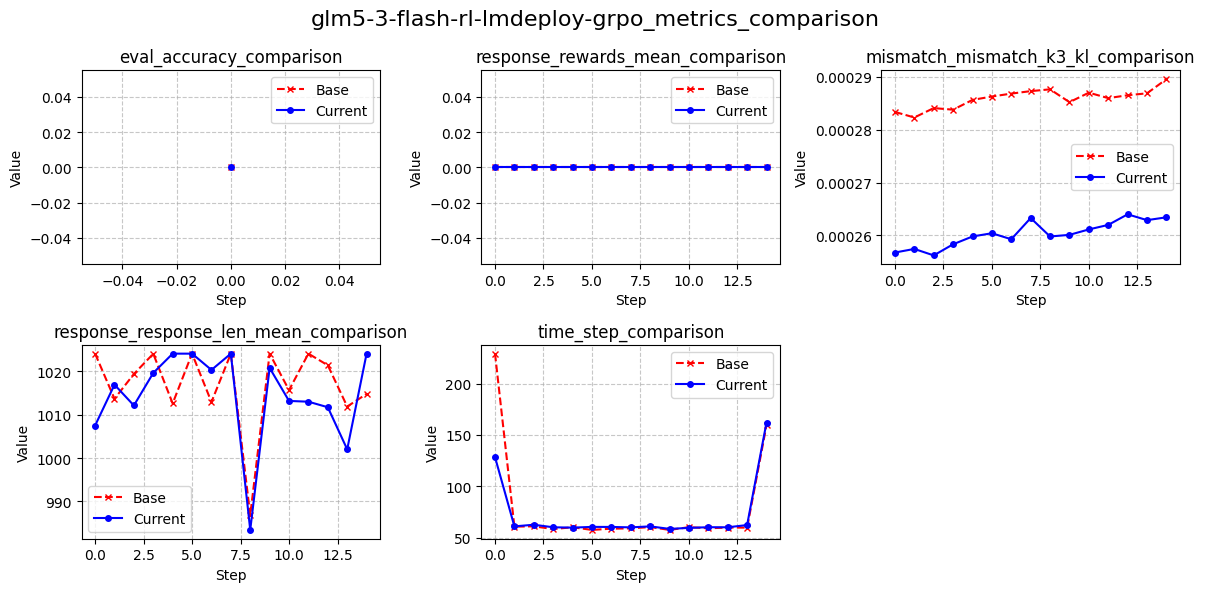 glm5-3-flash-rl-lmdeploy-grpo_metrics_comparison
eval_accuracy_comparison
0.04
0.02
0.00
−0.02
−0.04
Value
−0.04
−0.02
0.00
0.02
0.04
Step
Base
Current
response_rewards_mean_comparison
0.04
0.02
0.00
−0.02
−0.04
Value
0.0
2.5
5.0
7.5
10.0
12.5
Step
Base
Current
mismatch_mismatch_k3_kl_comparison
0.00029
0.00028
0.00027
0.00026
Value
0.0
2.5
5.0
7.5
10.0
12.5
Step
Base
Current
response_response_len_mean_comparison
1020
1010
1000
990
Value
0.0
2.5
5.0
7.5
10.0
12.5
Step
Base
Current
time_step_comparison
200
150
100
50
Value
0.0
2.5
5.0
7.5
10.0
12.5
Step
Base
Current